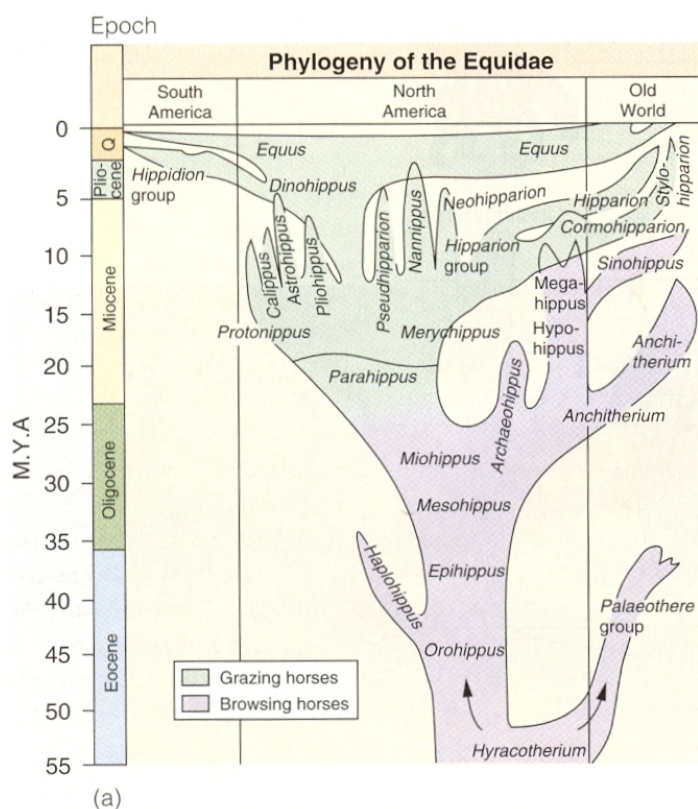 Epoch
Phylogeny of the Equidae
South
America
North
America
Old
World
0
5
10
15
20
25
30
35
40
45
50
55
M.Y.A
Q
Plio-
cene
Miocene
Oligocene
Eocene
Equus
Equus
Hippidion
group
Dinohippus
Calippus
Astrohippus
Pliohippus
Protonippus
Pseudhipparion
Nannippus
Neohipparion
Hipparion
group
Hipparion
Cormohipparion
Stylo-
hipparion
Sinohippus
Mega-
hippus
Hypo-
hippus
Merychippus
Parahippus
Archaeohippus
Anchi-
therium
Anchitherium
Miohippus
Mesohippus
Epihippus
Haplohippus
Palaeothere
group
Orohippus
Hyracotherium
Grazing horses
Browsing horses
(a)